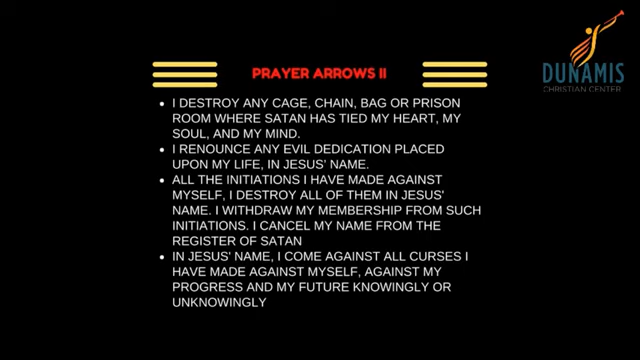 PRAYER ARROWS II
DUNAMIS
CHRISTIAN CENTER
• I DESTROY ANY CAGE, CHAIN, BAG OR PRISON
ROOM WHERE SATAN HAS TIED MY HEART, MY
SOUL, AND MY MIND.
• I RENOUNCE ANY EVIL DEDICATION PLACED
UPON MY LIFE, IN JESUS' NAME.
• ALL THE INITIATIONS I HAVE MADE AGAINST
MYSELF, I DESTROY ALL OF THEM IN JESUS'
NAME. I WITHDRAW MY MEMBERSHIP FROM SUCH
INITIATIONS. I CANCEL MY NAME FROM THE
REGISTER OF SATAN
• IN JESUS' NAME, I COME AGAINST ALL CURSES I
HAVE MADE AGAINST MYSELF, AGAINST MY
PROGRESS AND MY FUTURE KNOWINGLY OR
UNKNOWINGLY